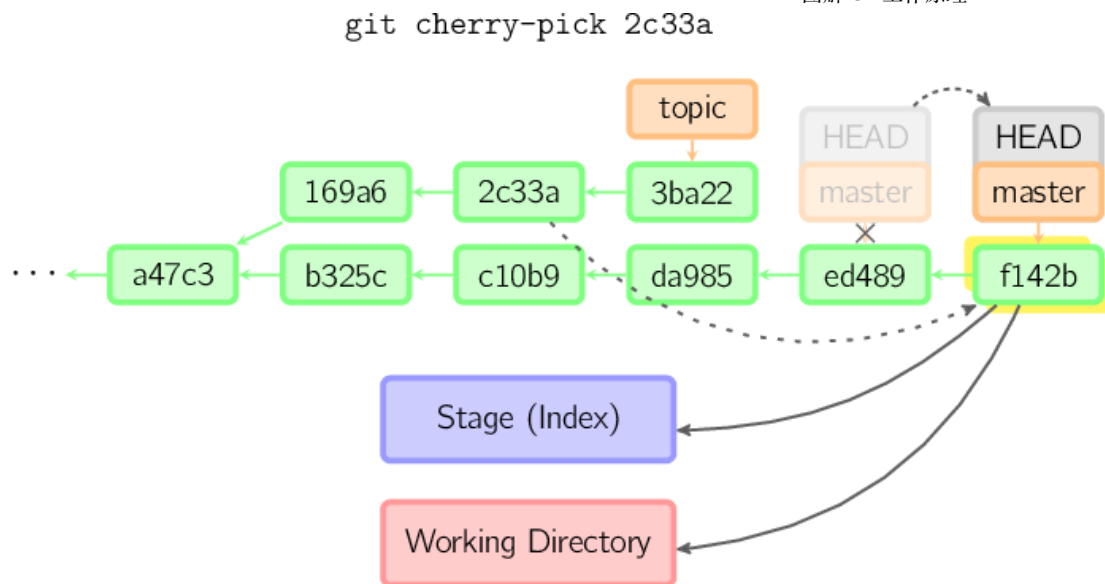 git cherry-pick 2c33a
topic
HEAD HEAD
169a6 2c33a 3ba22 master master
... a47c3 b325c c10b9 da985 ed489 f142b
Stage (Index)
Working Directory